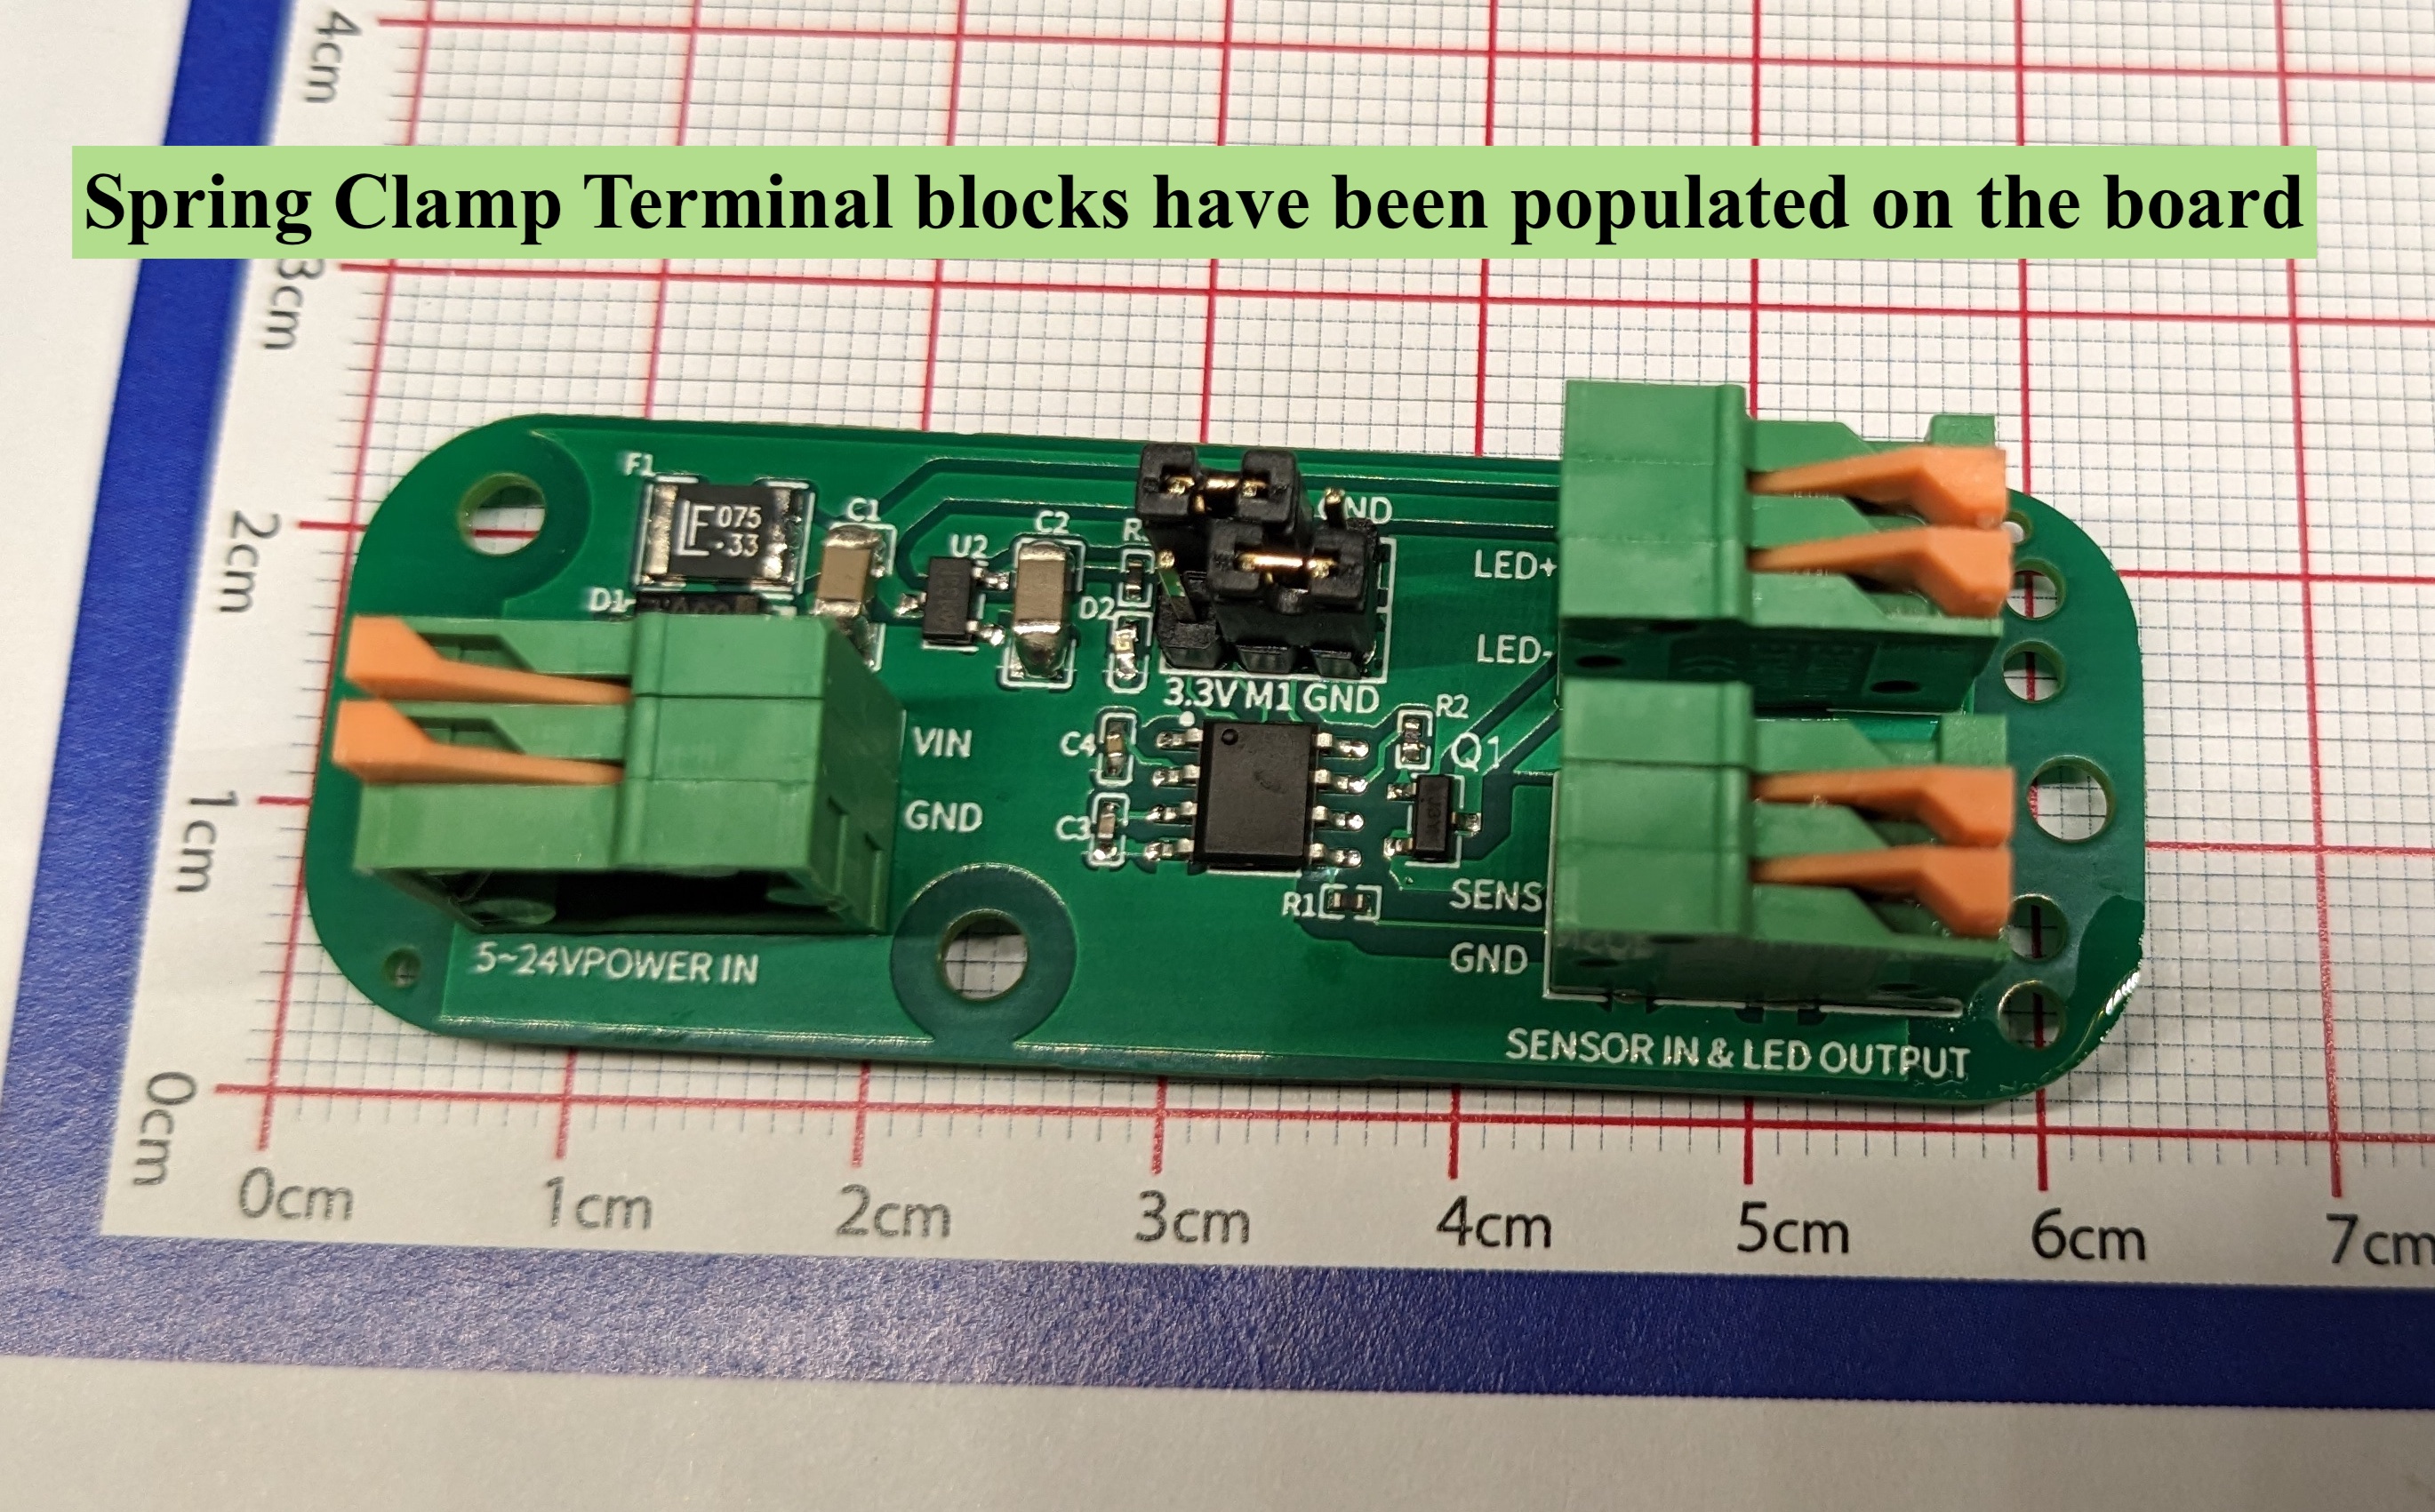 4cm
Spring Clamp Terminal blocks have been populated on the board
3cm
2cm
1cm
0cm
F1
LF 075
.33
C1
U2
C2
GND
D1
D2
LED+
LED-
3.3V M1 GND
R2
C4
Q1
VIN
GND
C3
R1
SENS
GND
5~24VPOWER IN
SENSOR IN & LED OUTPUT
0cm 1cm 2cm 3cm 4cm 5cm 6cm 7cm